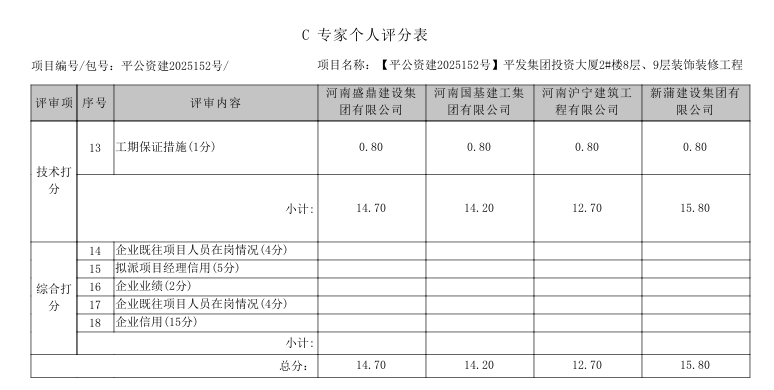 C 专家个人评分表
项目编号/包号: 平公资建2025152号/ 项目名称: 【平公资建2025152号】平发集团投资大厦2#楼8层、9层装饰装修工程
评审项 序号 评审内容 河南盛鼎建设集团有限公司 河南国基建工集团有限公司 河南沪宁建筑工程有限公司 新蒲建设集团有限公司
技术打分
13 工期保证措施(1分) 0.80 0.80 0.80 0.80
小计: 14.70 14.20 12.70 15.80
综合打分
14 企业既往项目人员在岗情况(4分)
15 拟派项目经理信用(5分)
16 企业业绩(2分)
17 企业既往项目人员在岗情况(4分)
18 企业信用(15分)
小计:
总分: 14.70 14.20 12.70 15.80